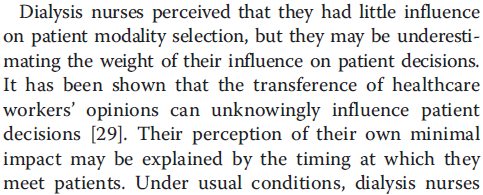 Dialysis nurses perceived that they had little influence
on patient modality selection, but they may be underesti-
mating the weight of their influence on patient decisions.
It has been shown that the transference of healthcare
workers’ opinions can unknowingly influence patient
decisions [29]. Their perception of their own minimal
impact may be explained by the timing at which they
meet patients. Under usual conditions, dialysis nurses